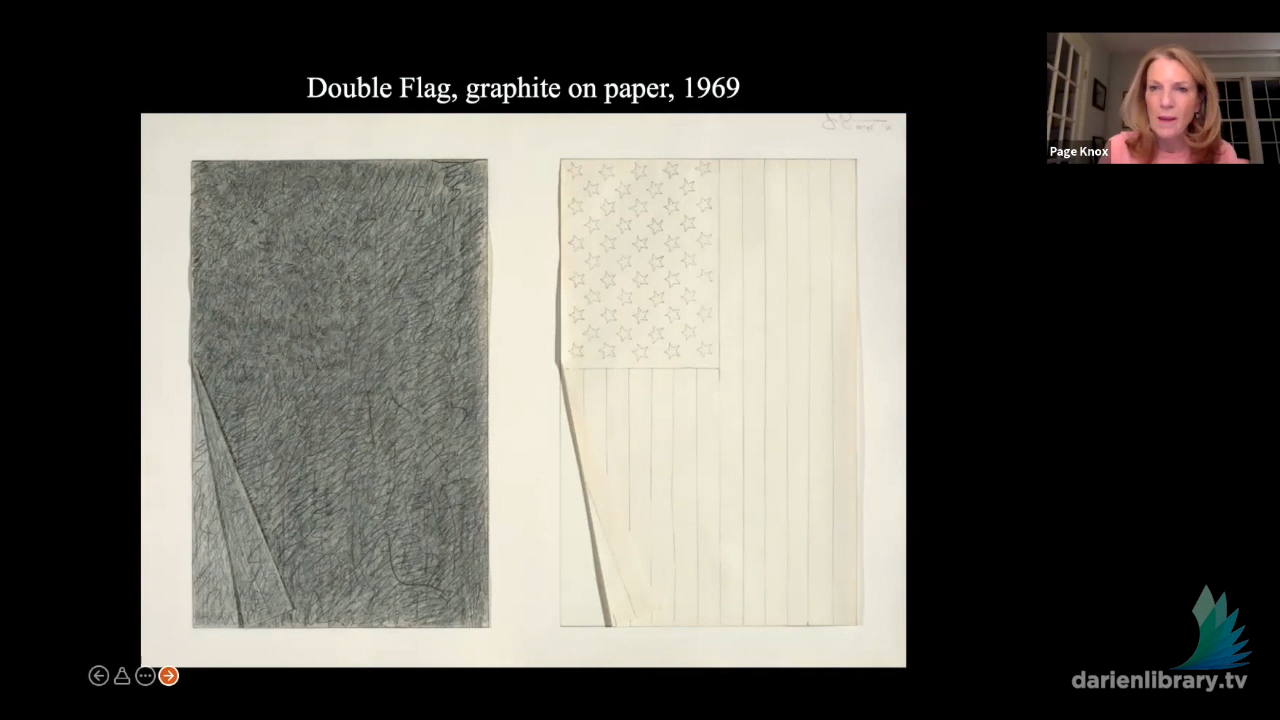 Double Flag, graphite on paper, 1969
Page Knox
darienlibrary.tv